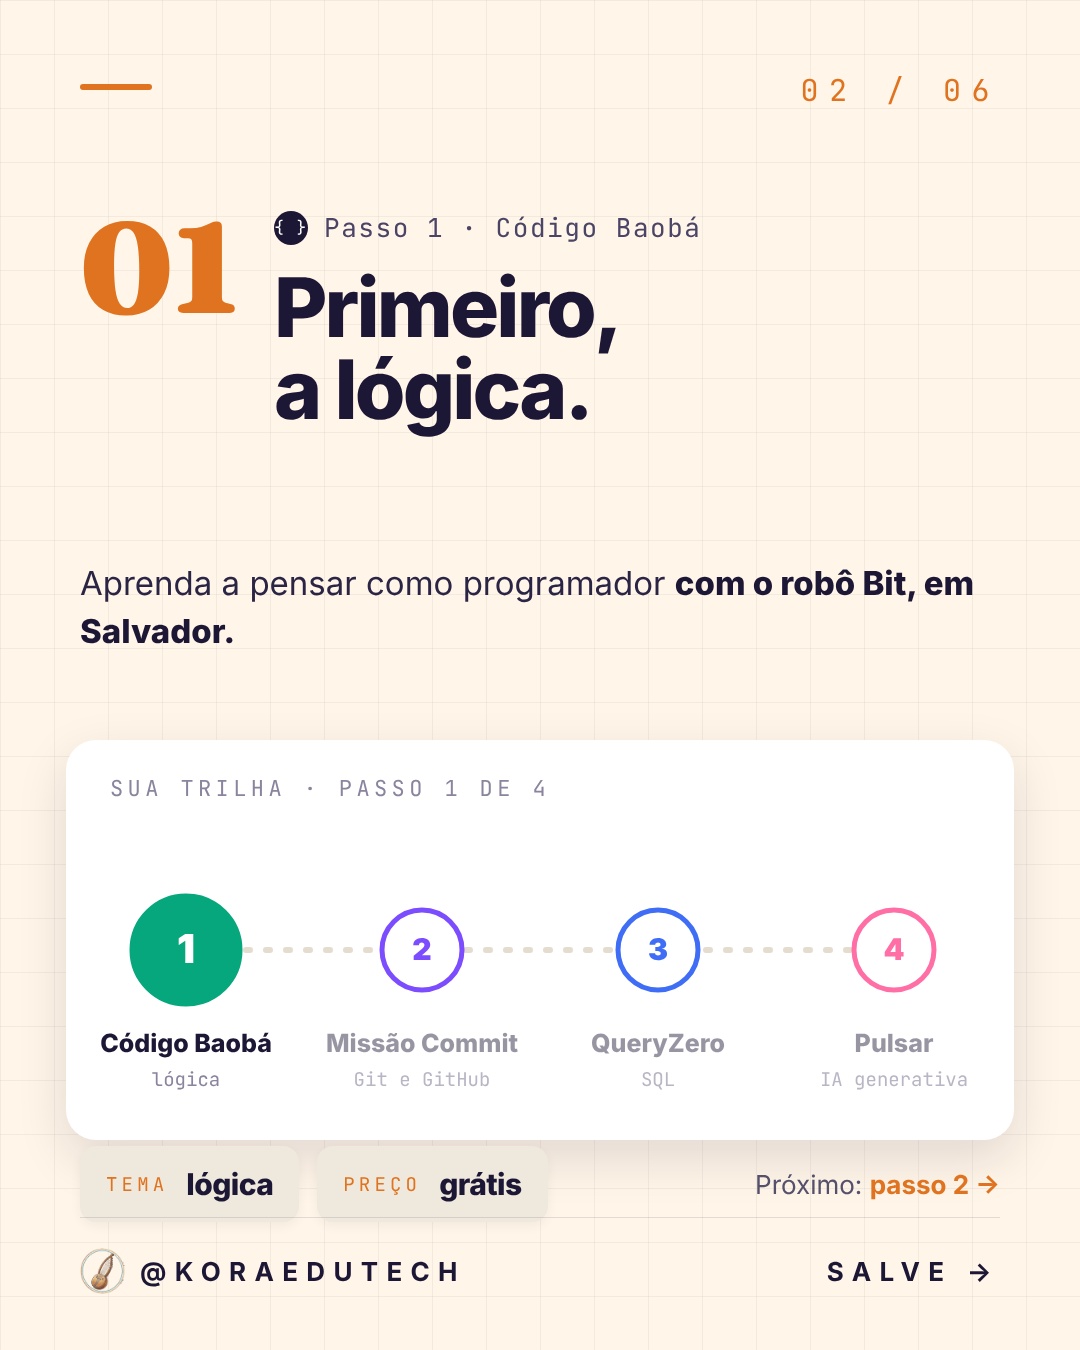 02 / 06
01
{ } Passo 1 · Código Baobá
Primeiro,
a lógica.
Aprenda a pensar como programador com o robô Bit, em
Salvador.
SUA TRILHA · PASSO 1 DE 4
1 2 3 4
Código Baobá Missão Commit QueryZero Pulsar
lógica Git e GitHub SQL IA generativa
TEMA lógica PREÇO grátis Próximo: passo 2 →
@KORAEDUTECH SALVE →